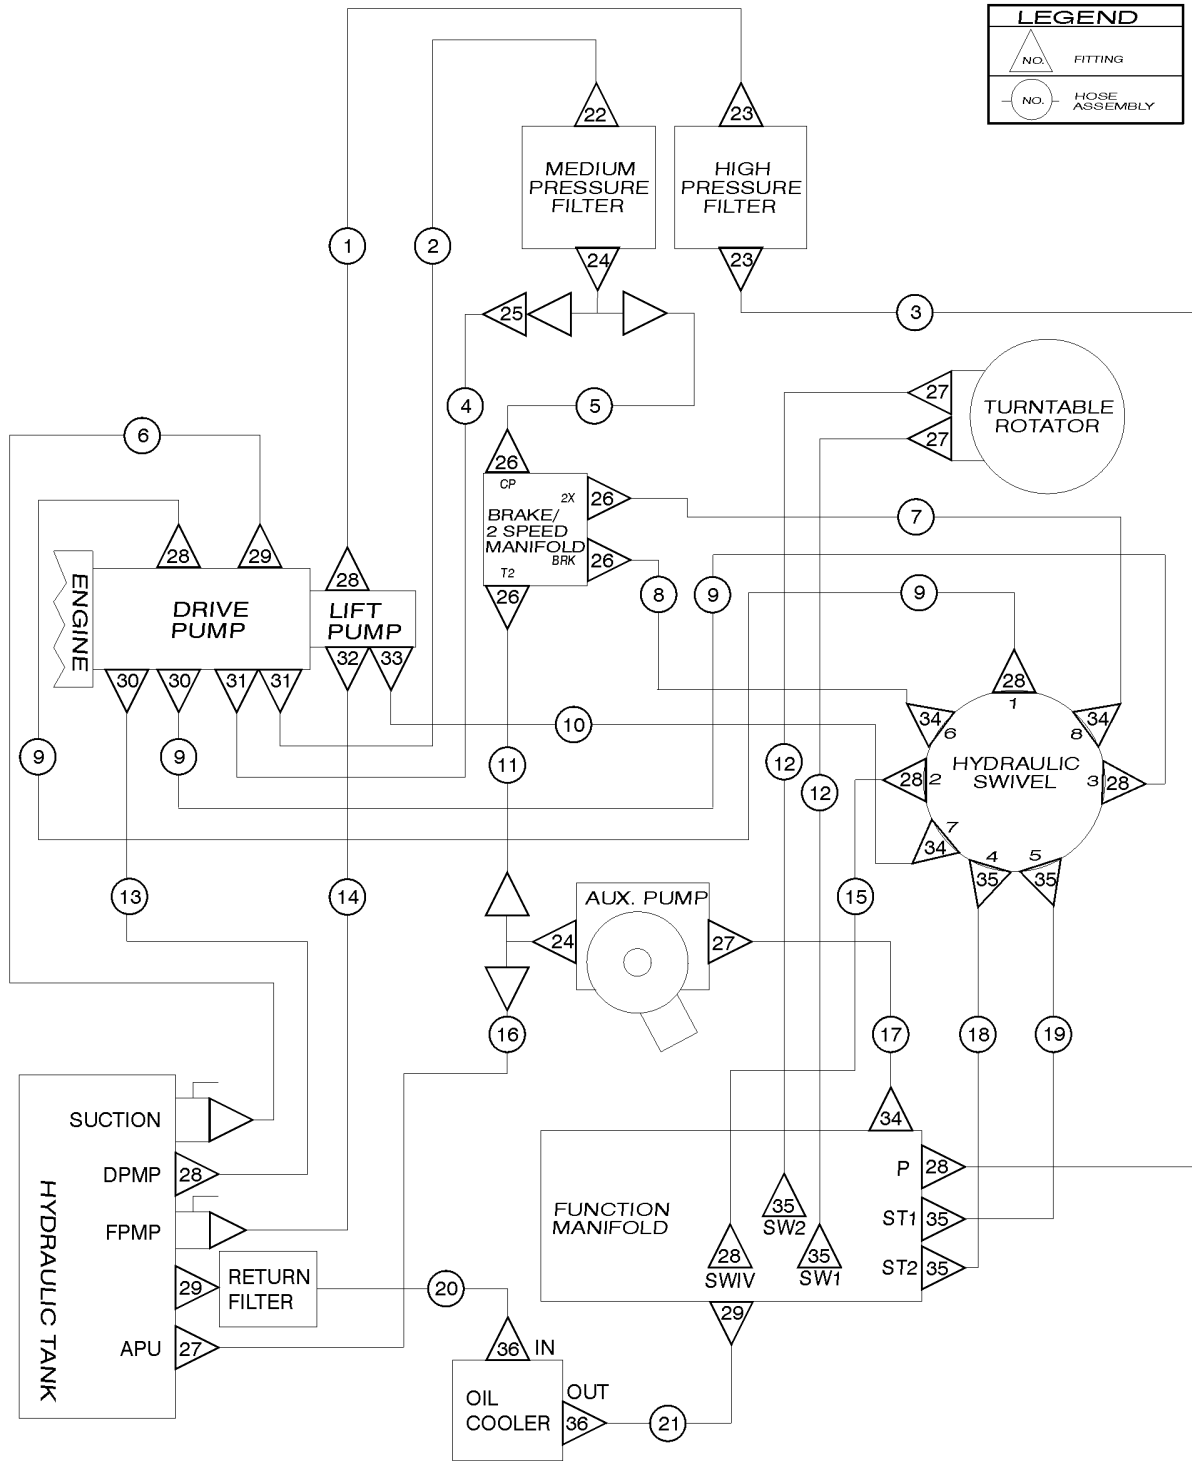 LEGEND
NO.
FITTING
NO.
HOSE
ASSEMBLY
22
23
MEDIUM
PRESSURE
FILTER
HIGH
PRESSURE
FILTER
1
2
24
23
25
3
27
27
TURNTABLE
ROTATOR
4
5
6
26
CP
2X
26
BRAKE/
2 SPEED
MANIFOLD
BRK
26
T2
26
7
28
29
28
ENGINE
DRIVE
PUMP
LIFT
PUMP
8
9
9
30
30
31
31
32
33
28
1
34
6
34
8
10
HYDRAULIC
SWIVEL
28
2
3
28
7
34
4
35
5
35
9
9
11
12
12
13
14
15
AUX. PUMP
24
27
16
17
18
19
34
HYDRAULIC TANK
SUCTION
DPMP
28
FPMP
29
RETURN
FILTER
APU
27
FUNCTION
MANIFOLD
P
28
ST1
35
ST2
35
35
SW2
28
SWIV
35
SW1
29
20
36
IN
OIL
COOLER
OUT
36
21